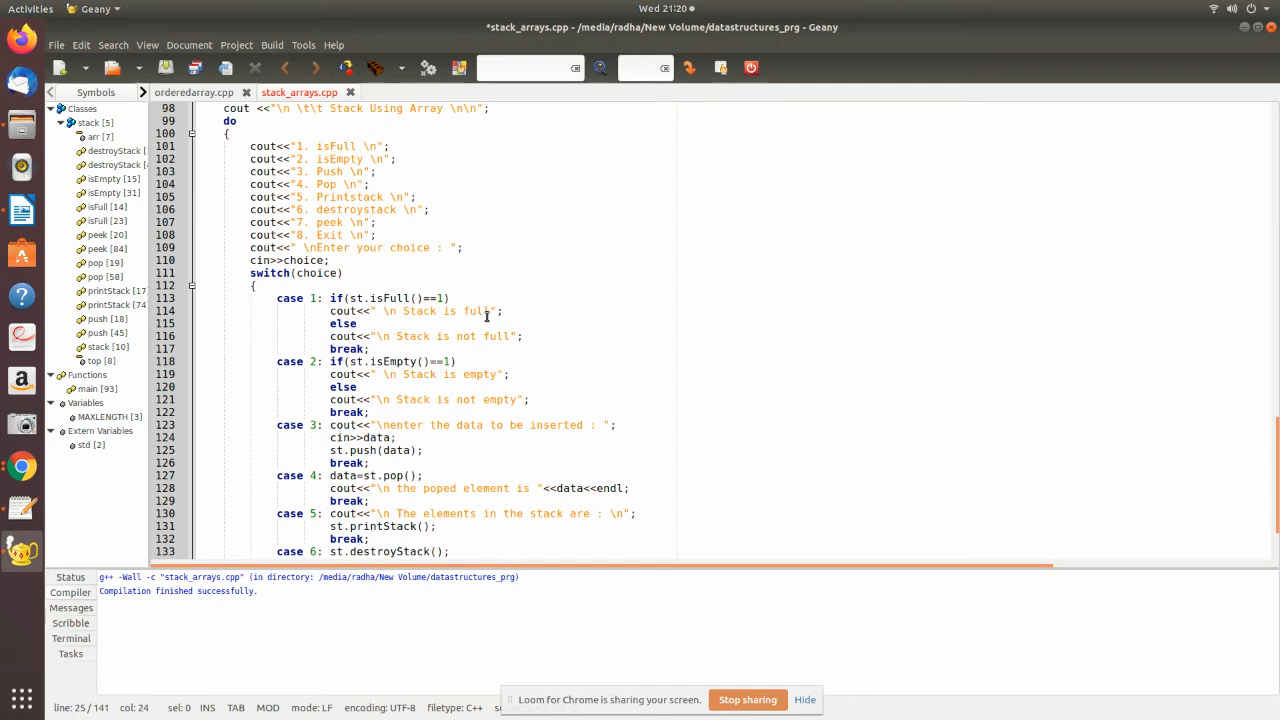 Activities Geany Wed 21:20
*stack_arrays.cpp - /media/radha/New Volume/datastructures_prg - Geany
File Edit Search View Document Project Build Tools Help
Symbols orderedarray.cpp stack_arrays.cpp
Classes
stack [5]
arr [7]
destroyStack [
destroyStack [
isEmpty [15]
isEmpty [31]
isFull [14]
isFull [23]
peek [20]
peek [84]
pop [19]
pop [58]
printStack [17]
printStack [74]
push [18]
push [45]
stack [10]
top [8]
Functions
main [93]
Variables
MAXLENGTH [3]
Extern Variables
std [2]
98 cout <<"\n \t\t Stack Using Array \n\n";
99 do
100 {
101 cout<<"1. isFull \n";
102 cout<<"2. isEmpty \n";
103 cout<<"3. Push \n";
104 cout<<"4. Pop \n";
105 cout<<"5. Printstack \n";
106 cout<<"6. destroystack \n";
107 cout<<"7. peek \n";
108 cout<<"8. Exit \n";
109 cout<<" \nEnter your choice : ";
110 cin>>choice;
111 switch(choice)
112 {
113 case 1: if(st.isFull()==1)
114 cout<<" \n Stack is full";
115 else
116 cout<<"\n Stack is not full";
117 break;
118 case 2: if(st.isEmpty()==1)
119 cout<<" \n Stack is empty";
120 else
121 cout<<"\n Stack is not empty";
122 break;
123 case 3: cout<<"\nenter the data to be inserted : ";
124 cin>>data;
125 st.push(data);
126 break;
127 case 4: data=st.pop();
128 cout<<"\n the poped element is "<<data<<endl;
129 break;
130 case 5: cout<<"\n The elements in the stack are : \n";
131 st.printStack();
132 break;
133 case 6: st.destroyStack();
Status
Compiler
Messages
Scribble
Terminal
Tasks
g++ -Wall -c "stack_arrays.cpp" (in directory: /media/radha/New Volume/datastructures_prg)
Compilation finished successfully.
Loom for Chrome is sharing your screen. Stop sharing Hide
line: 25 / 141 col: 24 sel: 0 INS TAB MOD mode: LF encoding: UTF-8 filetype: C++